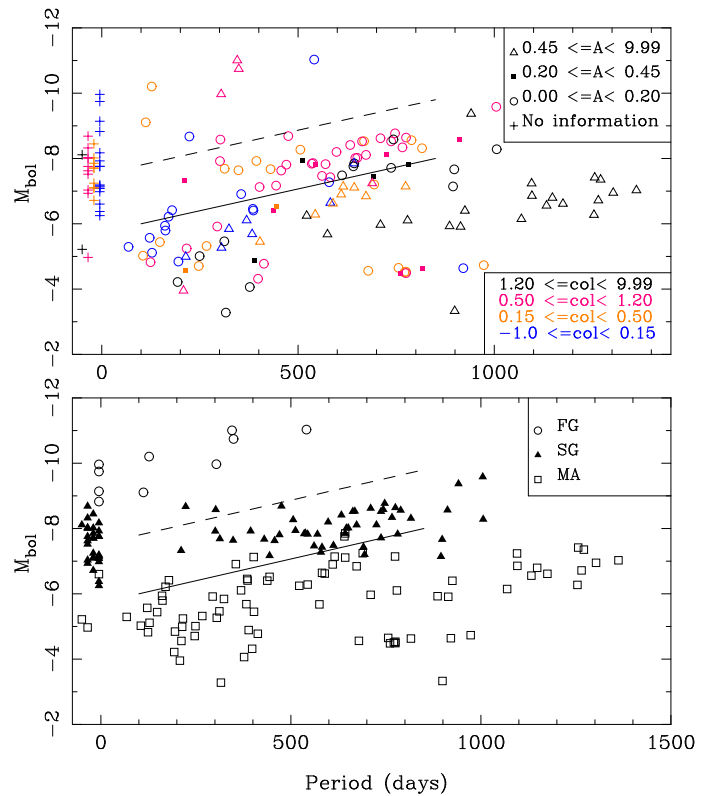 −12
−10
−8
−6
−4
−2
M bol
0.45 <=A< 9.99
0.20 <=A< 0.45
0.00 <=A< 0.20
No information
1.20 <=col< 9.99
0.50 <=col< 1.20
0.15 <=col< 0.50
−1.0 <=col< 0.15
0 500 1000
−12
−10
−8
−6
−4
−2
M bol
FG
SG
MA
0 500 1000 1500
Period (days)